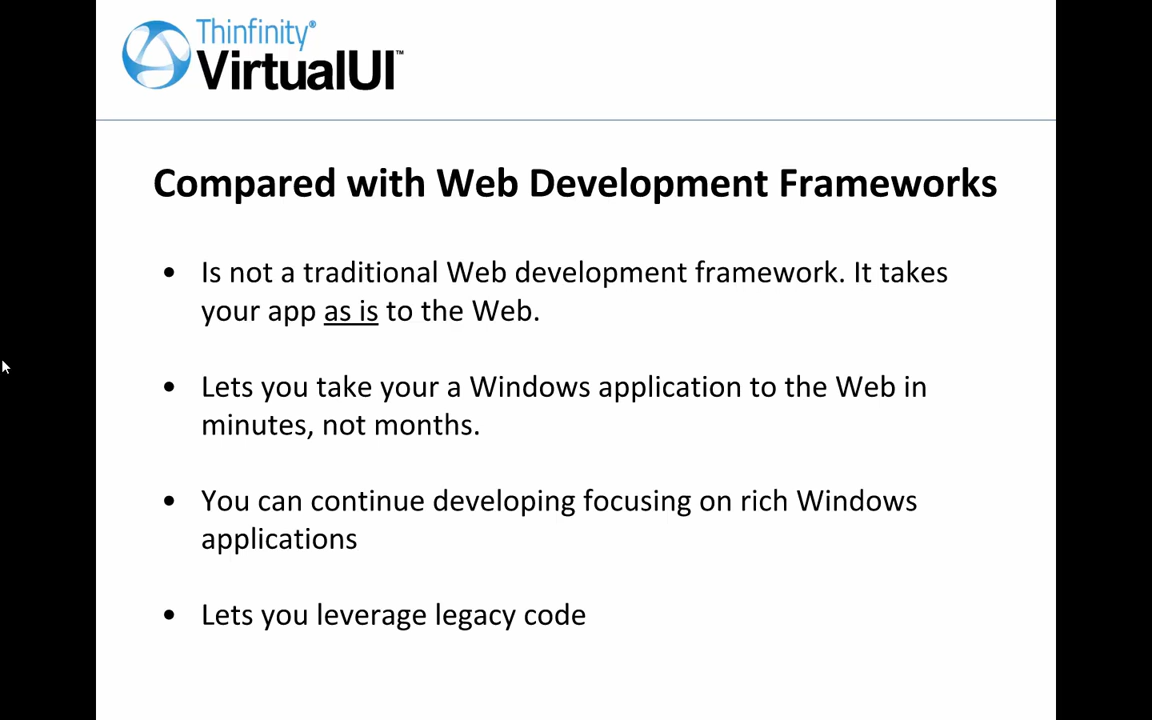 Thinfinity®
VirtualUI™
Compared with Web Development Frameworks
• Is not a traditional Web development framework. It takes
your app as is to the Web.
• Lets you take your a Windows application to the Web in
minutes, not months.
• You can continue developing focusing on rich Windows
applications
• Lets you leverage legacy code